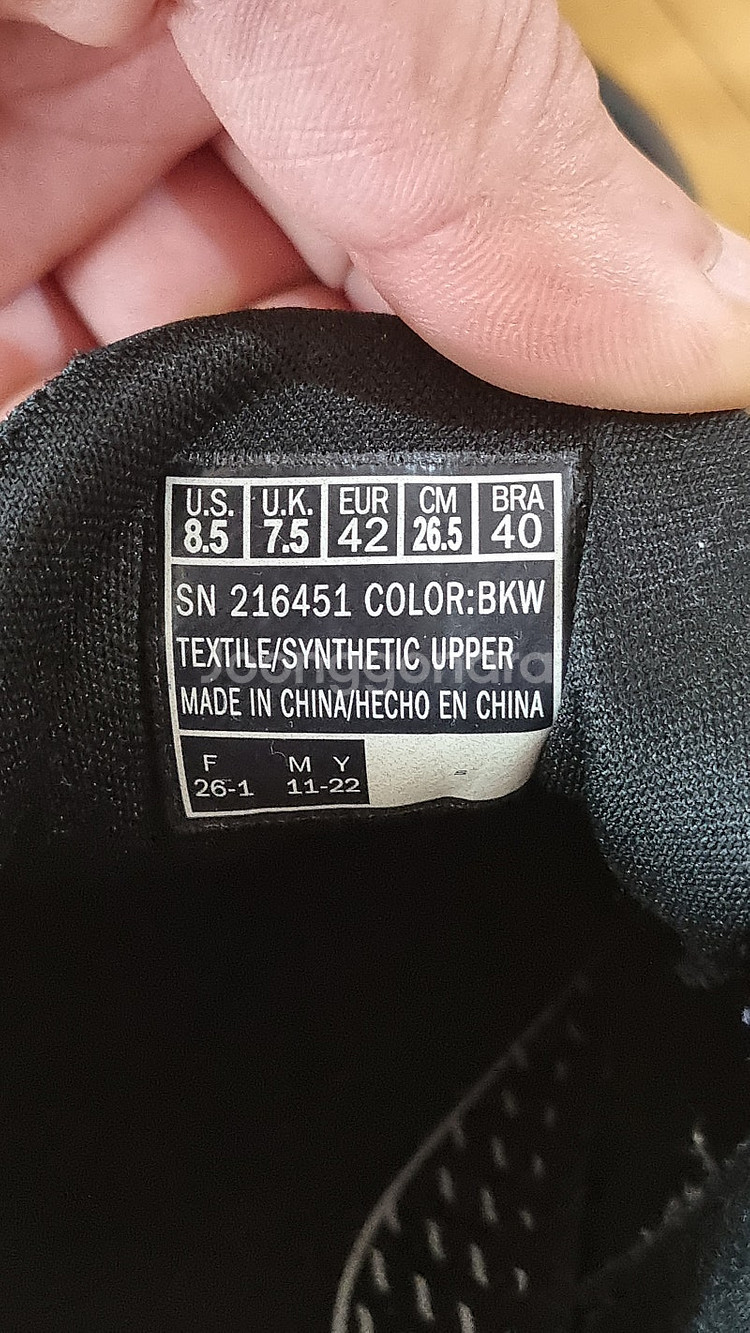 U.S. U.K. EUR CM BRA
8.5 7.5 42 26.5 40
SN 216451 COLOR:BKW
TEXTILE/SYNTHETIC UPPER
joonggonara
MADE IN CHINA/HECHO EN CHINA
F M Y
26-1 11-22